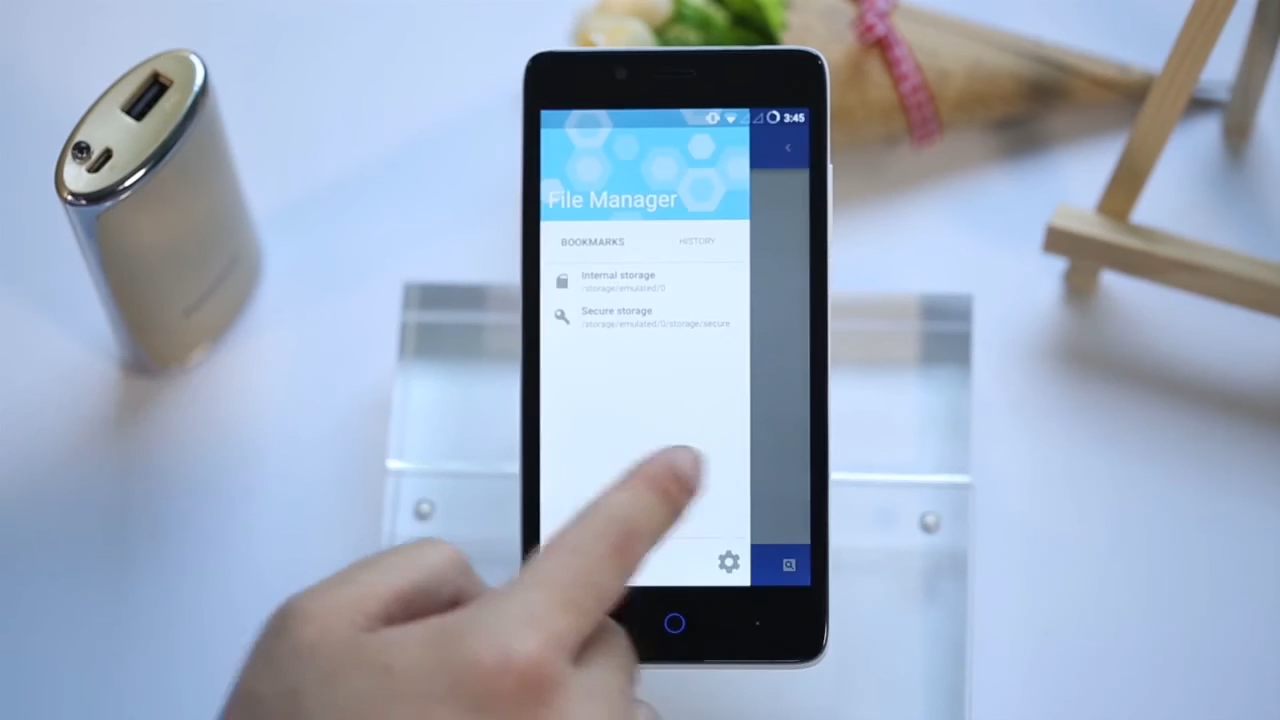 3:45
File Manager
BOOKMARKS HISTORY
Internal storage
/storage/emulated/0
Secure storage
/storage/emulated/0/storage/secure